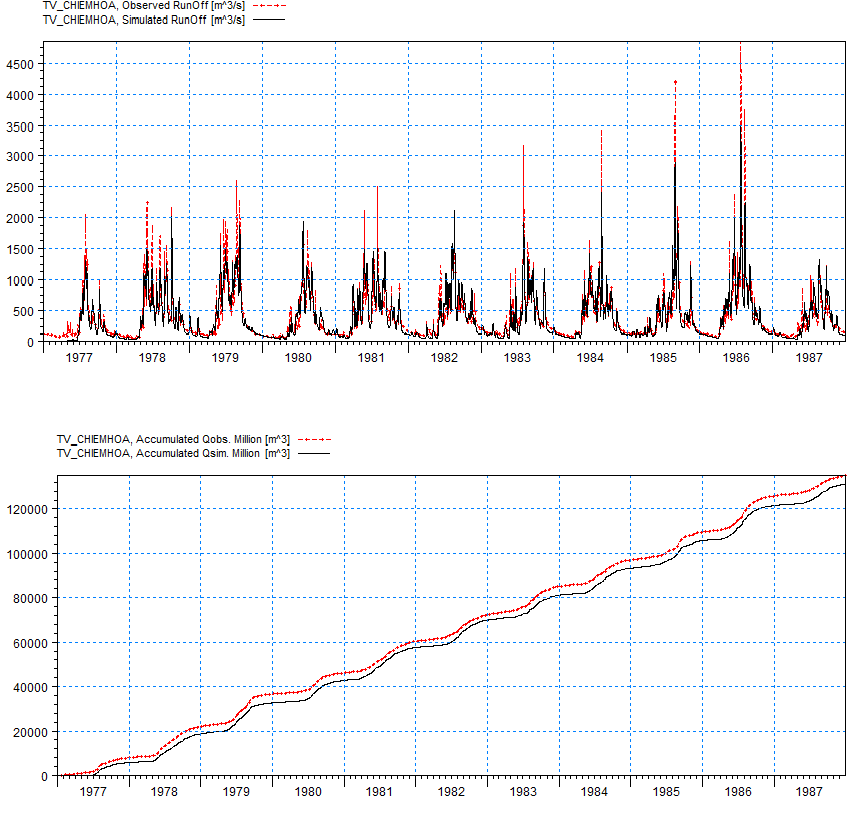 TV_CHIEMHOA, Observed RunOff [m^3/s]
TV_CHIEMHOA, Simulated RunOff [m^3/s]
4500
4000
3500
3000
2500
2000
1500
1000
500
0
1977 1978 1979 1980 1981 1982 1983 1984 1985 1986 1987
TV_CHIEMHOA, Accumulated Qobs. Million [m^3]
TV_CHIEMHOA, Accumulated Qsim. Million [m^3]
120000
100000
80000
60000
40000
20000
0
1977 1978 1979 1980 1981 1982 1983 1984 1985 1986 1987